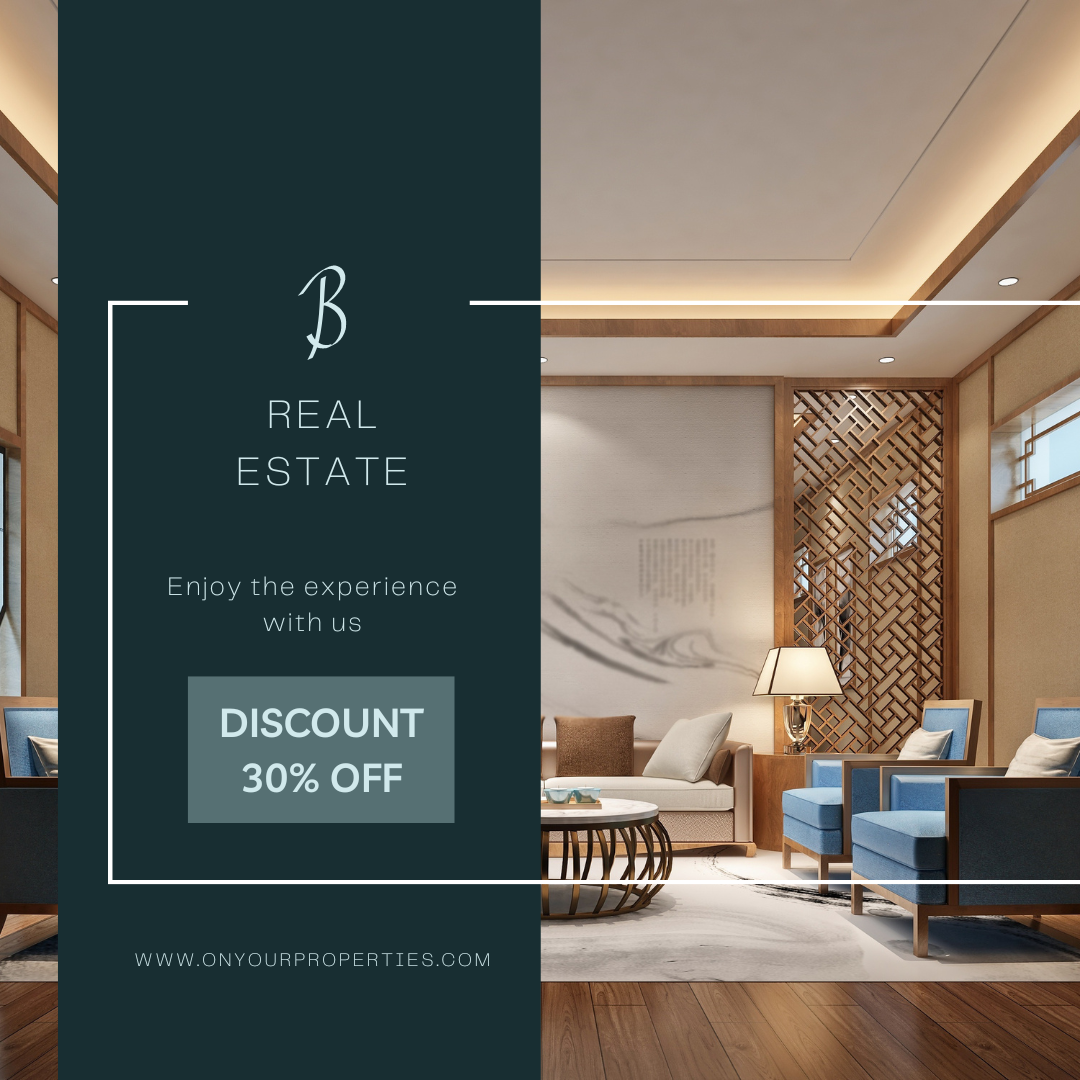 B
REAL
ESTATE
Enjoy the experience
with us
DISCOUNT
30% OFF
WWW.ONYOURPROPERTIES.COM